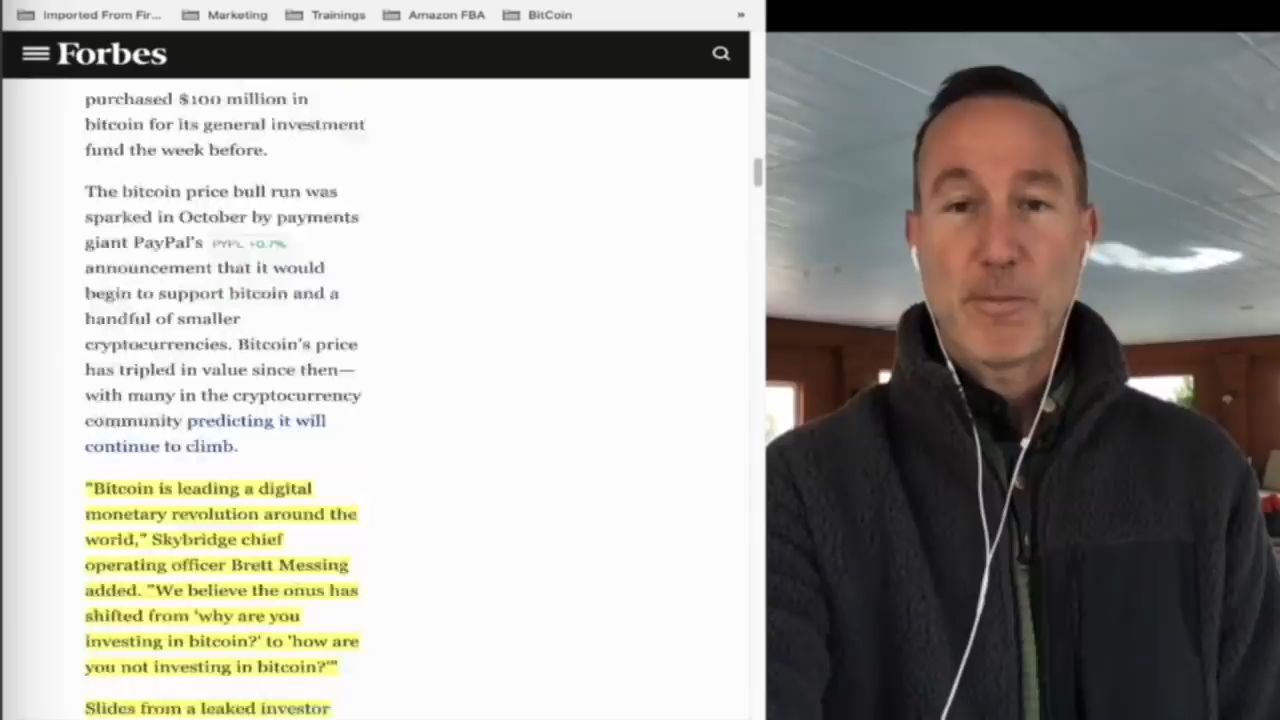 Imported From Fir... Marketing Trainings Amazon FBA BitCoin »
Forbes
purchased $100 million in
bitcoin for its general investment
fund the week before.
The bitcoin price bull run was
sparked in October by payments
giant PayPal's PYPL +0.7%
announcement that it would
begin to support bitcoin and a
handful of smaller
cryptocurrencies. Bitcoin's price
has tripled in value since then—
with many in the cryptocurrency
community predicting it will
continue to climb.
"Bitcoin is leading a digital
monetary revolution around the
world," Skybridge chief
operating officer Brett Messing
added. "We believe the onus has
shifted from 'why are you
investing in bitcoin?' to 'how are
you not investing in bitcoin?'"
Slides from a leaked investor